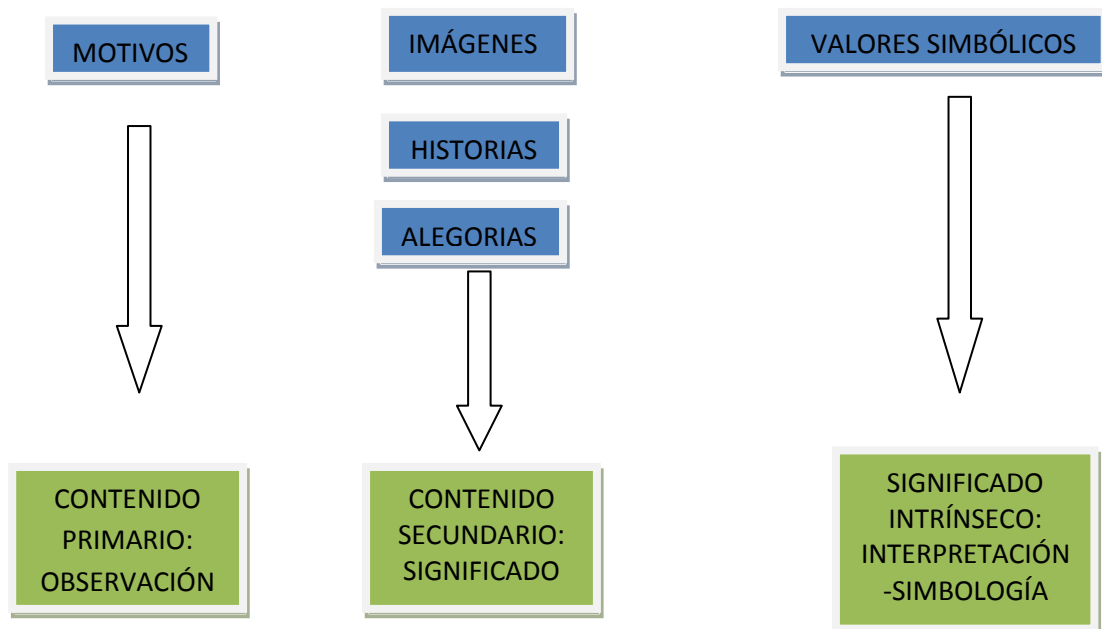 MOTIVOS
IMÁGENES
HISTORIAS
ALEGORIAS
VALORES SIMBÓLICOS
CONTENIDO
PRIMARIO:
OBSERVACIÓN
CONTENIDO
SECUNDARIO:
SIGNIFICADO
SIGNIFICADO
INTRÍNSECO:
INTERPRETACIÓN
-SIMBOLOGÍA